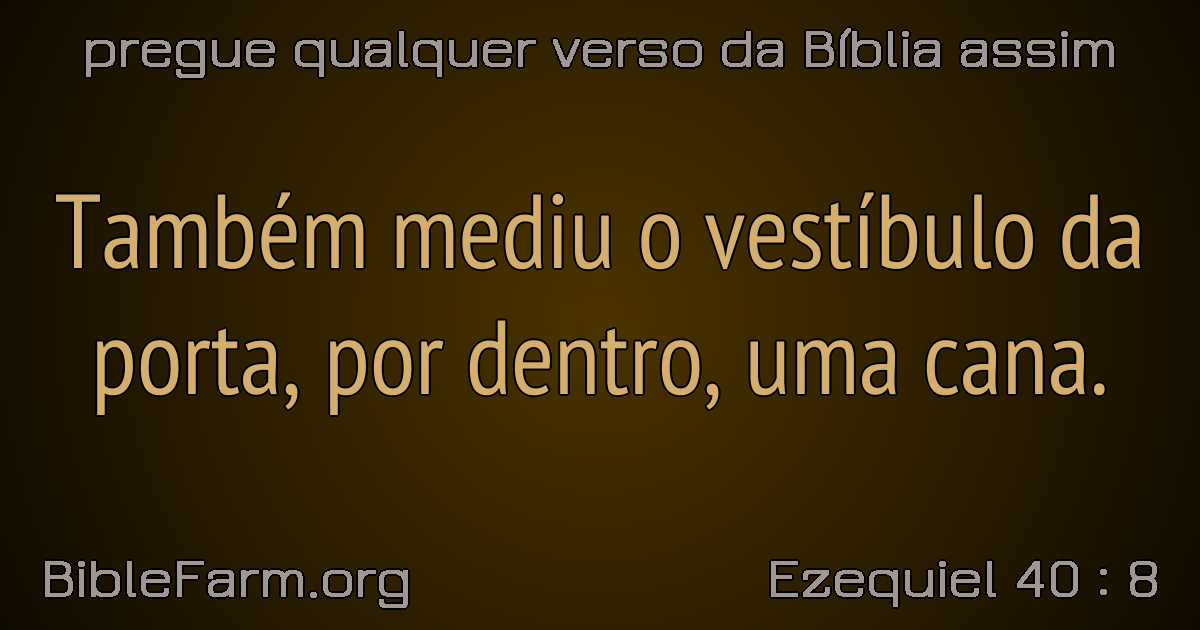 pregue qualquer verso da Bíblia assim
Também mediu o vestíbulo da
porta, por dentro, uma cana.
BibleFarm.org
Ezequiel 40 : 8